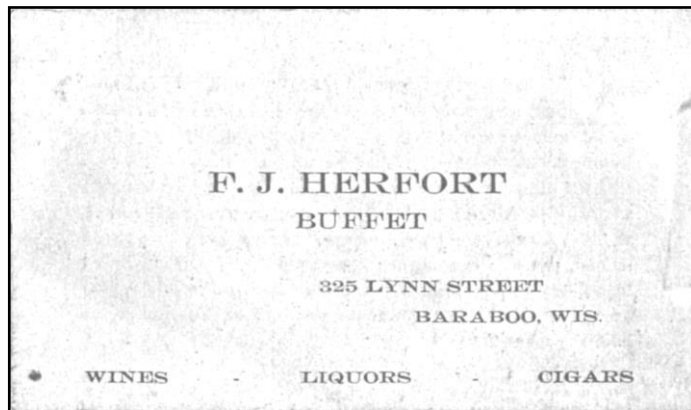 F. J. HERFORT
BUFFET
325 LYNN STREET
BARABOO, WIS.
WINES - LIQUORS - CIGARS